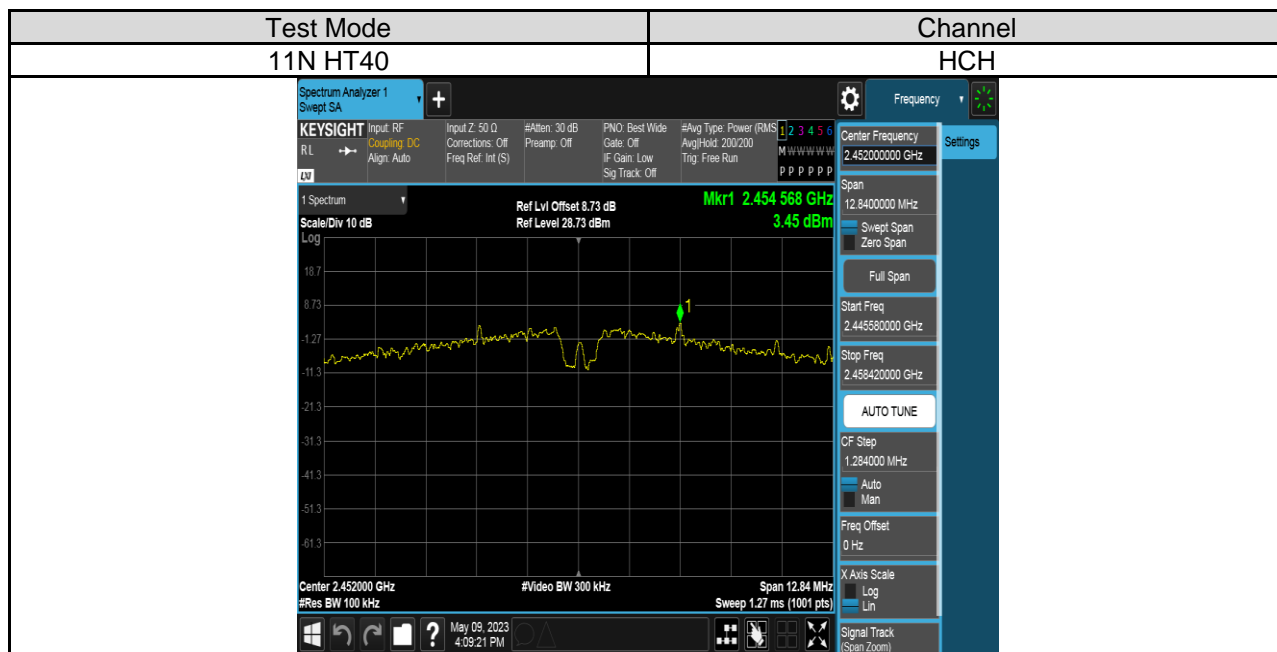 Test Mode Channel
11N HT40 HCH
Spectrum Analyzer 1
Swept SA
+
Frequency
KEYSIGHT
RL
LXI
Input: RF
Coupling: DC
Align: Auto
Input Z: 50 Ω
Corrections: Off
Freq Ref: Int (S)
#Atten: 30 dB
Preamp: Off
PNO: Best Wide
Gate: Off
IF Gain: Low
Sig Track: Off
#Avg Type: Power (RMS
Avg|Hold: 200/200
Trig: Free Run
1 2 3 4 5 6
M W W W W W
P P P P P P
1 Spectrum
Scale/Div 10 dB
Log
Ref Lvl Offset 8.73 dB
Ref Level 28.73 dBm
Mkr1 2.454 568 GHz
3.45 dBm
18.7
8.73
-1.27
-11.3
-21.3
-31.3
-41.3
-51.3
-61.3
1
Center 2.452000 GHz
#Res BW 100 kHz
#Video BW 300 kHz
Span 12.84 MHz
Sweep 1.27 ms (1001 pts)
?
May 09, 2023
4:09:21 PM
Center Frequency
2.452000000 GHz
Settings
Span
12.8400000 MHz
Swept Span
Zero Span
Full Span
Start Freq
2.445580000 GHz
Stop Freq
2.458420000 GHz
AUTO TUNE
CF Step
1.284000 MHz
Auto
Man
Freq Offset
0 Hz
X Axis Scale
Log
Lin
Signal Track
(Span Zoom)